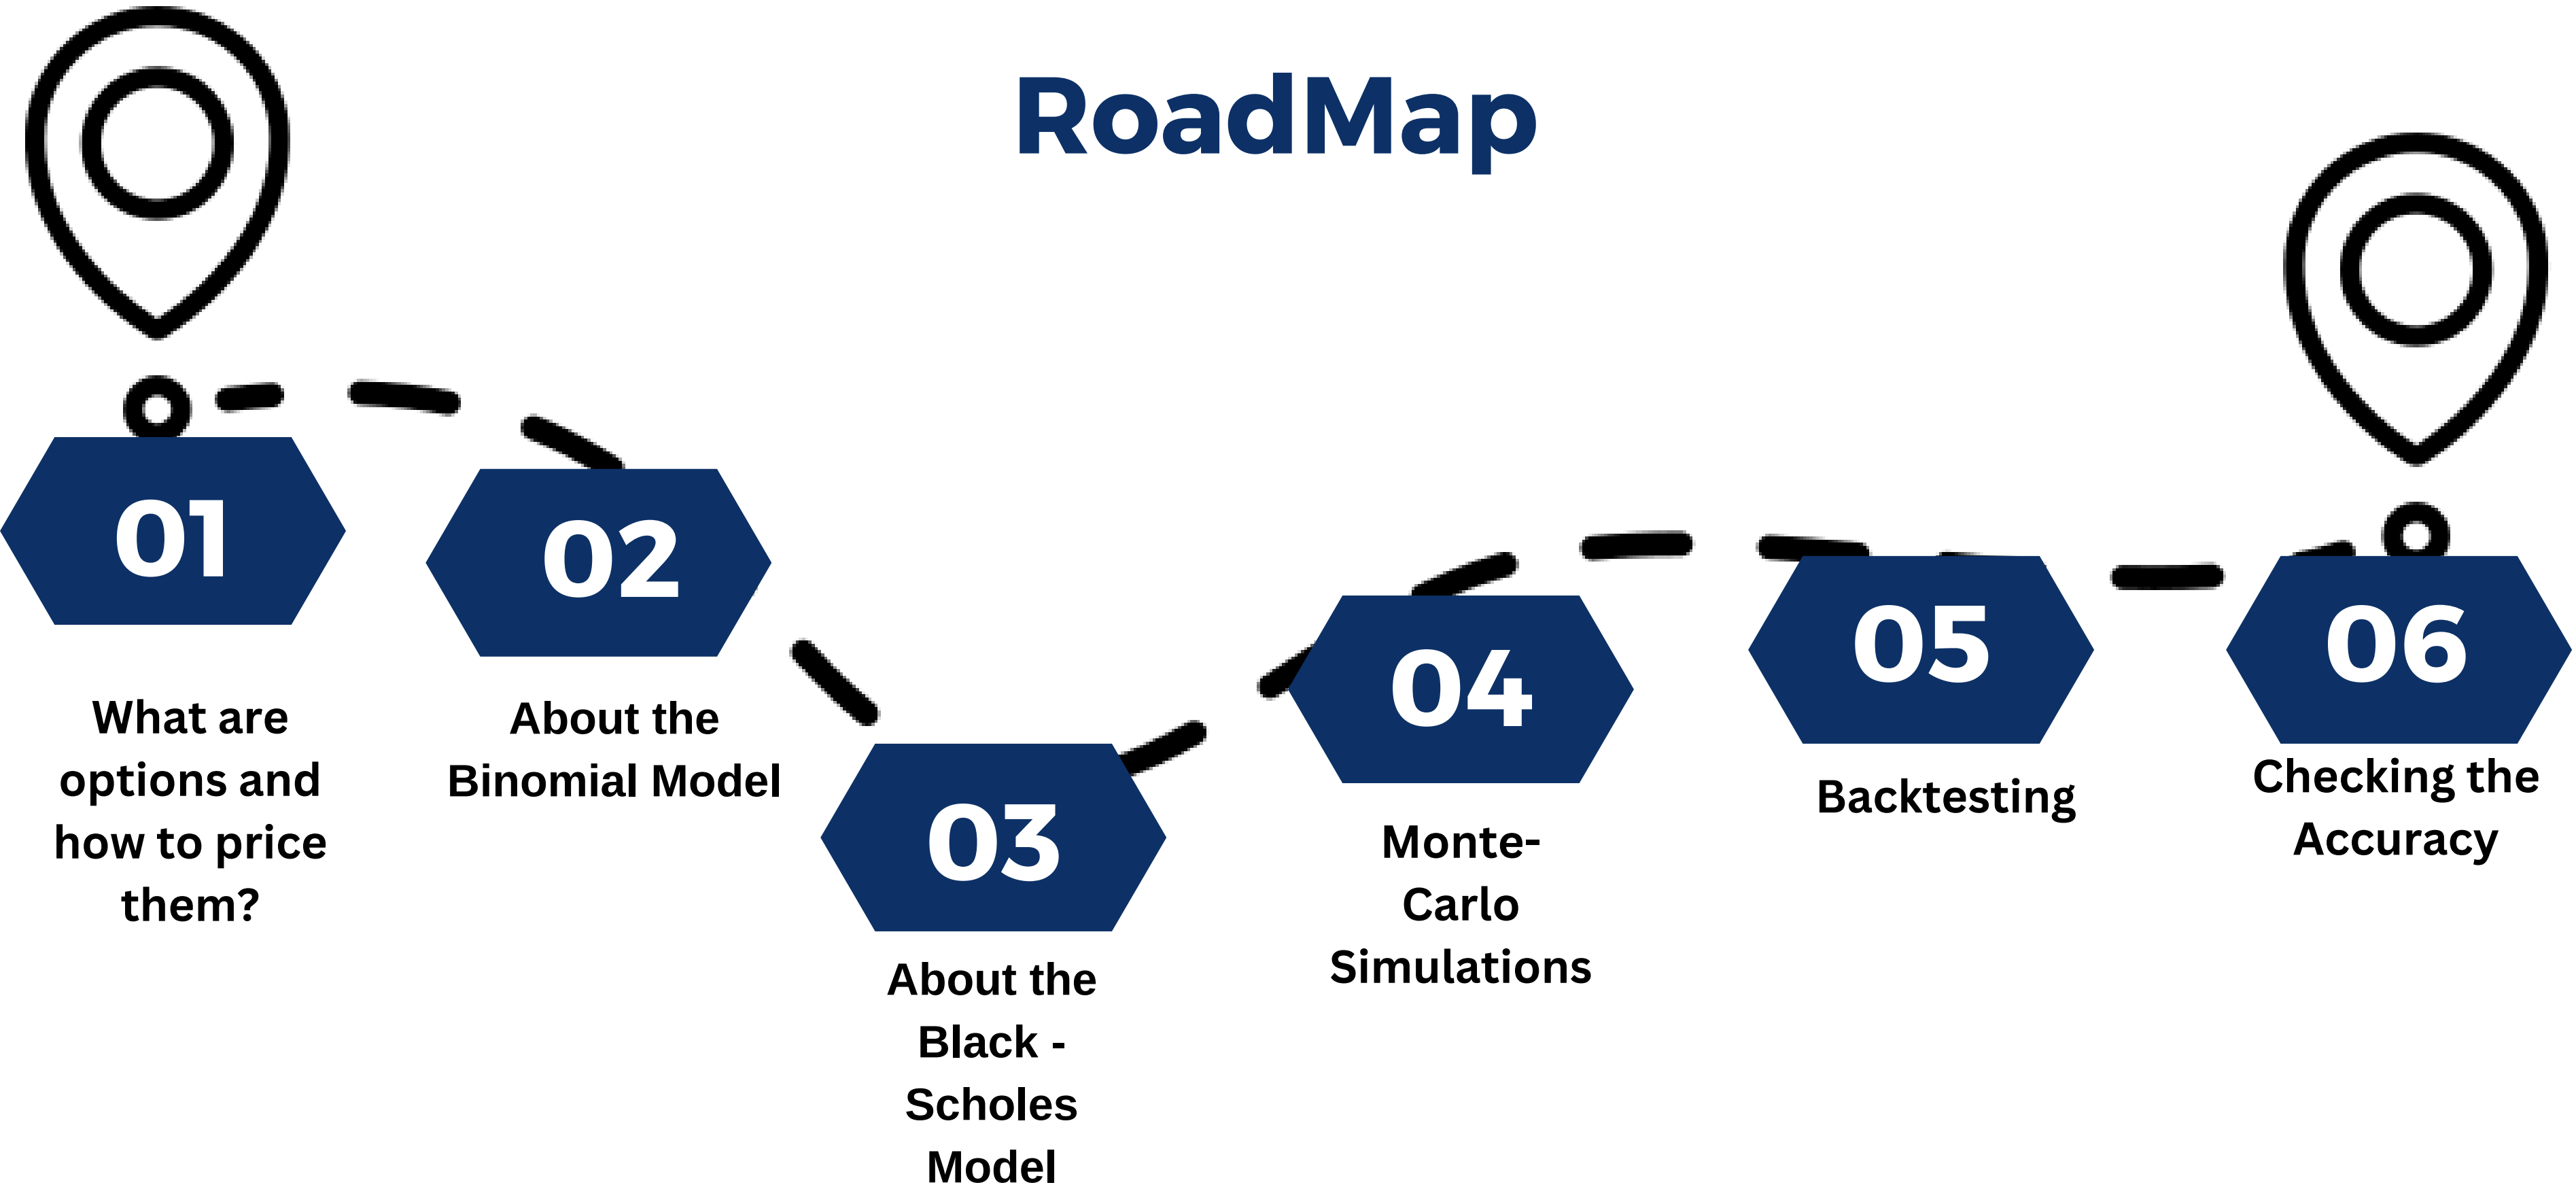 RoadMap
01
What are
options and
how to price
them?
02
About the
Binomial Model
03
About the
Black -
Scholes
Model
04
Monte-
Carlo
Simulations
05
Backtesting
06
Checking the
Accuracy